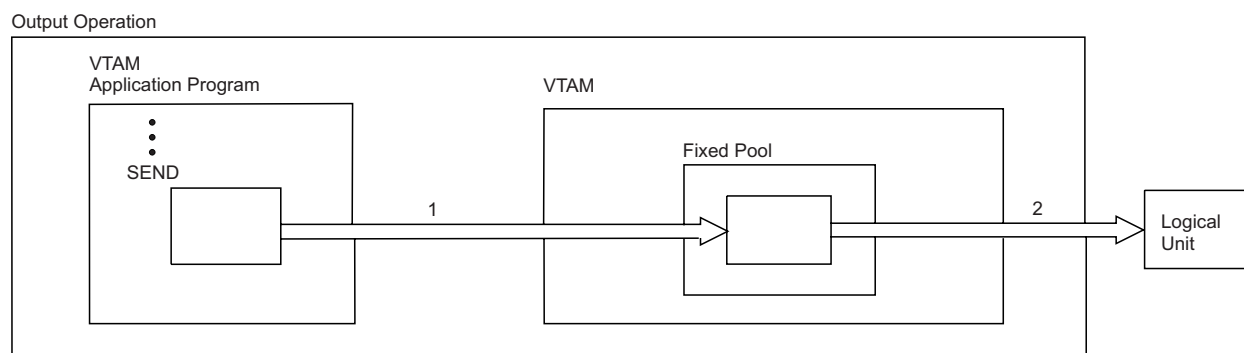 Output Operation
VTAM
Application Program
VTAM
Fixed Pool
SEND
1
2
Logical
Unit